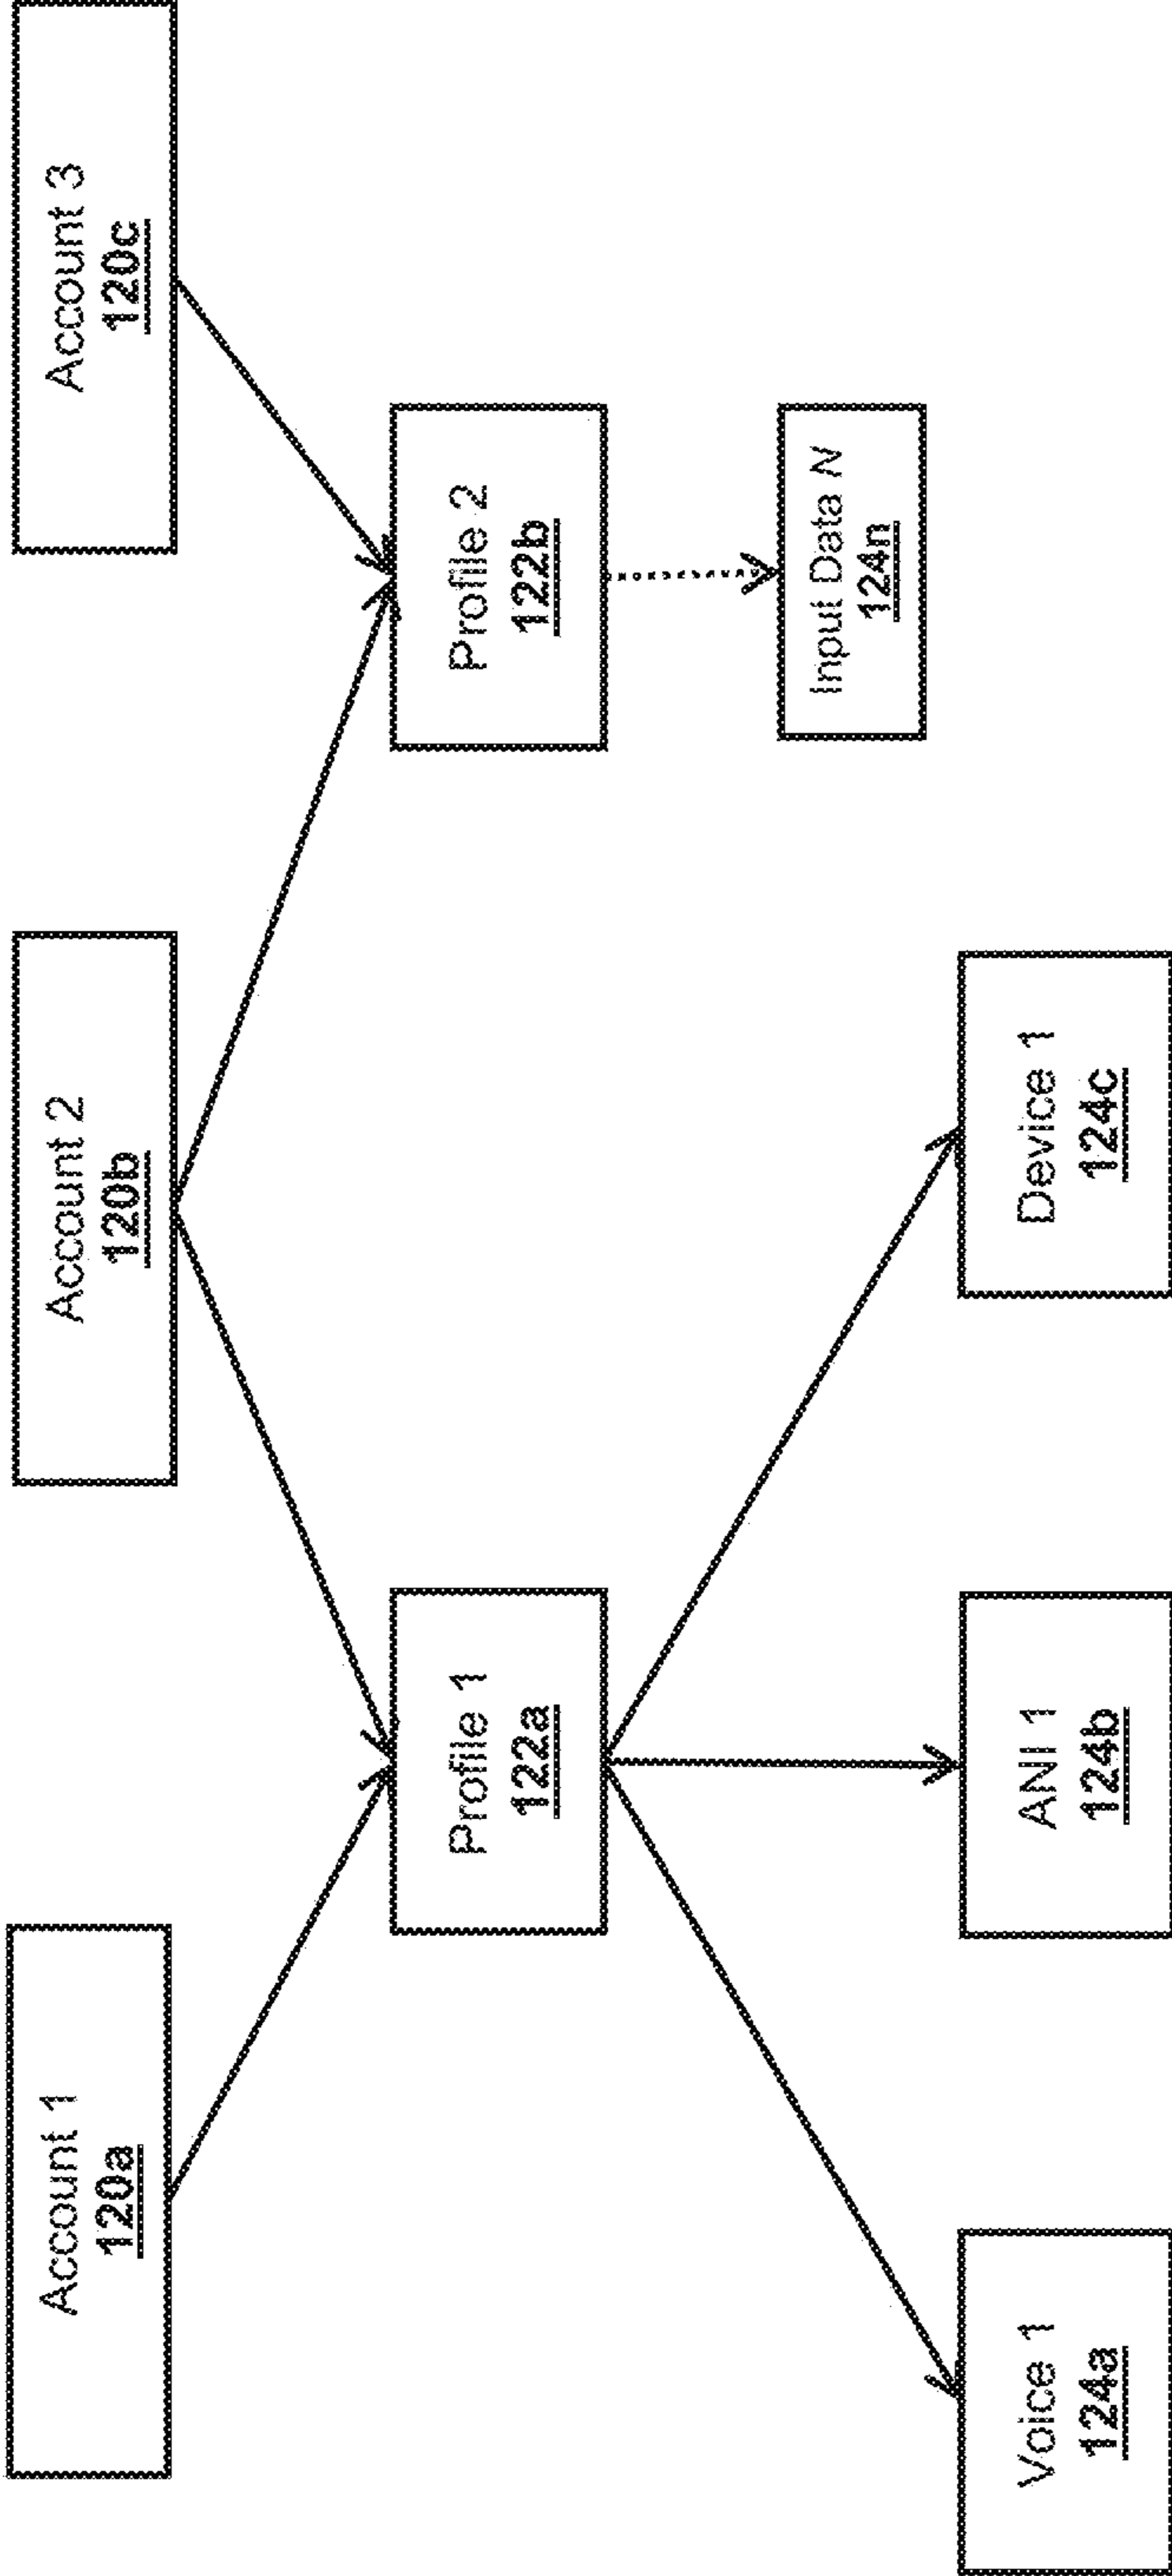 Account 1
120a
Account 2
120b
Account 3
120c
Profile 1
122a
Profile 2
122b
Input Data N
124n
Voice 1
124a
ANI 1
124b
Device 1
124c